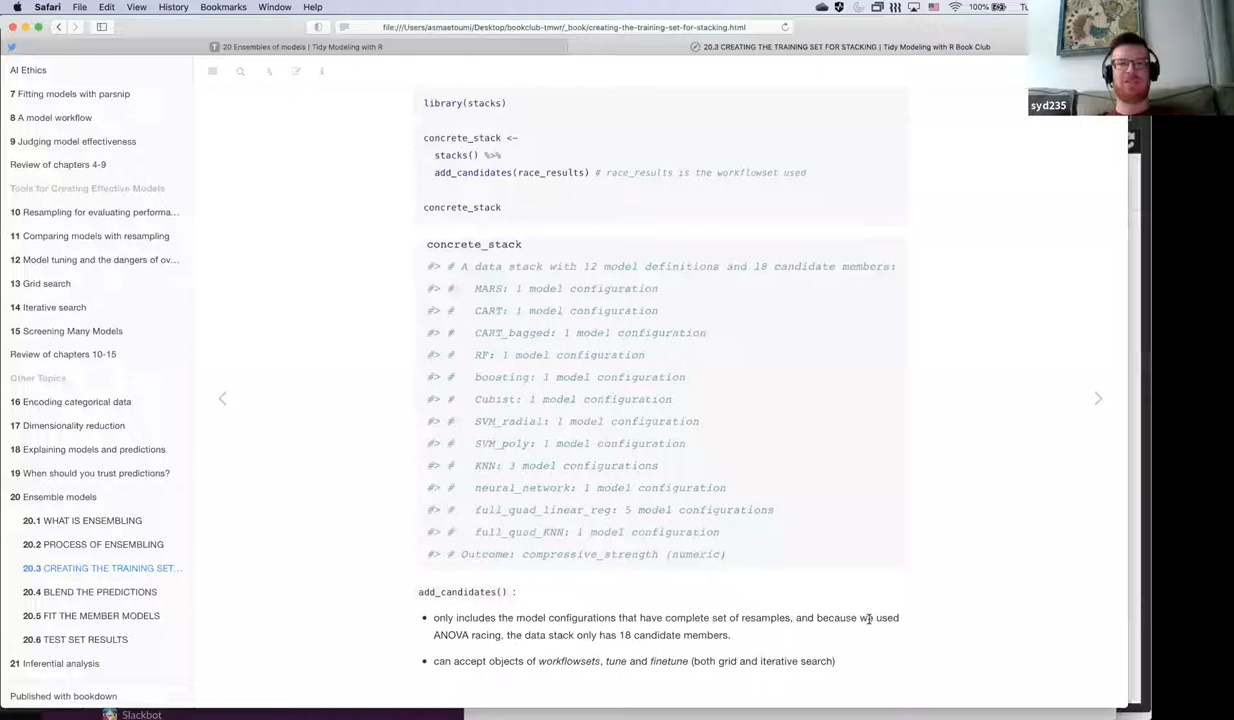 Safari File Edit View History Bookmarks Window Help 100% Tu
file:///Users/asmaetoumi/Desktop/bookclub-tmwr/_book/creating-the-training-set-for-stacking.html
T 20 Ensembles of models | Tidy Modeling with R
20.3 CREATING THE TRAINING SET FOR STACKING | Tidy Modeling with R Book Club
syd235
AI Ethics
7 Fitting models with parsnip
8 A model workflow
9 Judging model effectiveness
Review of chapters 4-9
Tools for Creating Effective Models
10 Resampling for evaluating performa...
11 Comparing models with resampling
12 Model tuning and the dangers of ov...
13 Grid search
14 Iterative search
15 Screening Many Models
Review of chapters 10-15
Other Topics
16 Encoding categorical data
17 Dimensionality reduction
18 Explaining models and predictions
19 When should you trust predictions?
20 Ensemble models
20.1 WHAT IS ENSEMBLING
20.2 PROCESS OF ENSEMBLING
20.3 CREATING THE TRAINING SET...
20.4 BLEND THE PREDICTIONS
20.5 FIT THE MEMBER MODELS
20.6 TEST SET RESULTS
21 Inferential analysis
Published with bookdown
library(stacks)
concrete_stack <-
stacks() %>%
add_candidates(race_results) # race_results is the workflowset used
concrete_stack
concrete_stack
#> # A data stack with 12 model definitions and 18 candidate members:
#> #   MARS: 1 model configuration
#> #   CART: 1 model configuration
#> #   CART_bagged: 1 model configuration
#> #   RF: 1 model configuration
#> #   boosting: 1 model configuration
#> #   Cubist: 1 model configuration
#> #   SVM_radial: 1 model configuration
#> #   SVM_poly: 1 model configuration
#> #   KNN: 3 model configurations
#> #   neural_network: 1 model configuration
#> #   full_quad_linear_reg: 5 model configurations
#> #   full_quad_KNN: 1 model configuration
#> # Outcome: compressive_strength (numeric)
add_candidates() :
• only includes the model configurations that have complete set of resamples, and because we used
ANOVA racing, the data stack only has 18 candidate members.
• can accept objects of workflowsets, tune and finetune (both grid and iterative search)
Slackbot